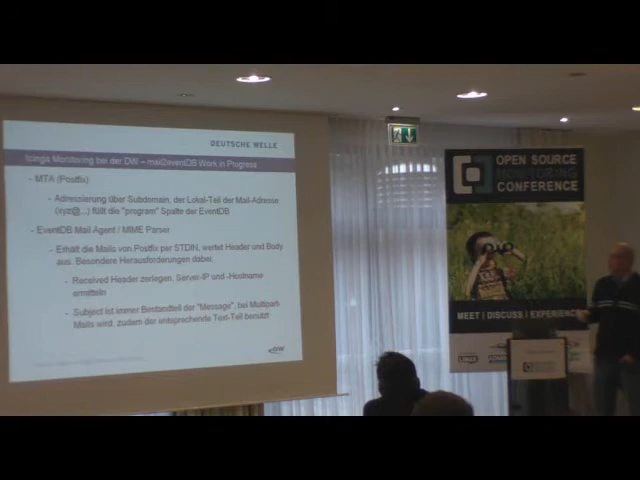 DEUTSCHE WELLE
Icinga Monitoring bei der DW – mail2eventDB Work in Progress
- MTA (Postfix)
- Adressierung über Subdomain, der Lokal-Teil der Mail-Adresse
(xyz@...) füllt die "program" Spalte der EventDB
- EventDB Mail Agent / MIME Parser
- Erhält die Mails von Postfix per STDIN, wertet Header und Body
aus. Besondere Herausforderungen dabei:
- Received Header zerlegen, Server-IP und -Hostname
ermitteln
- Subject ist immer Bestandteil der "Message", bei Multipart-
Mails wird, zudem der entsprechende Text-Teil benutzt
DW
OPEN SOURCE
MONITORING
CONFERENCE
MEET | DISCUSS | EXPERIENCE